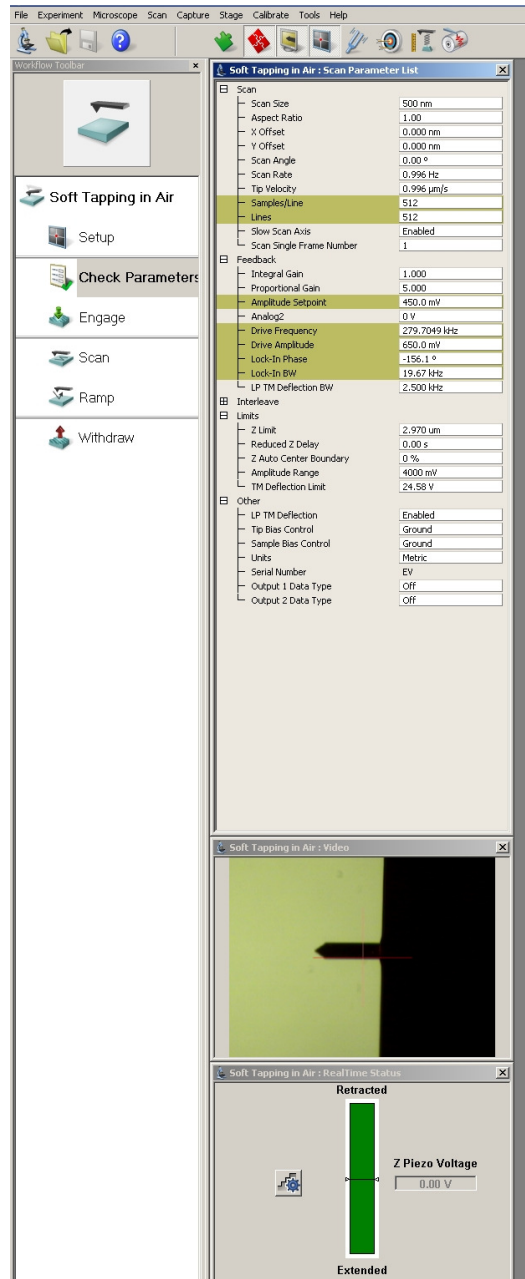 File Experiment Microscope Scan Capture Stage Calibrate Tools Help
Workflow Toolbar
Soft Tapping in Air
Setup
Check Parameters
Engage
Scan
Ramp
Withdraw
Soft Tapping in Air : Scan Parameter List
Scan
Scan Size 500 nm
Aspect Ratio 1.00
X Offset 0.000 nm
Y Offset 0.000 nm
Scan Angle 0.00 º
Scan Rate 0.996 Hz
Tip Velocity 0.996 µm/s
Samples/Line 512
Lines 512
Slow Scan Axis Enabled
Scan Single Frame Number 1
Feedback
Integral Gain 1.000
Proportional Gain 5.000
Amplitude Setpoint 450.0 mV
Analog2 0 V
Drive Frequency 279.7049 kHz
Drive Amplitude 650.0 mV
Lock-In Phase -156.1 º
Lock-In BW 19.67 kHz
LP TM Deflection BW 2.500 kHz
Interleave
Limits
Z Limit 2.970 um
Reduced Z Delay 0.00 s
Z Auto Center Boundary 0 %
Amplitude Range 4000 mV
TM Deflection Limit 24.58 V
Other
LP TM Deflection Enabled
Tip Bias Control Ground
Sample Bias Control Ground
Units Metric
Serial Number EV
Output 1 Data Type Off
Output 2 Data Type Off
Soft Tapping in Air : Video
Soft Tapping in Air : RealTime Status
Retracted
Z Piezo Voltage
0.00 V
Extended